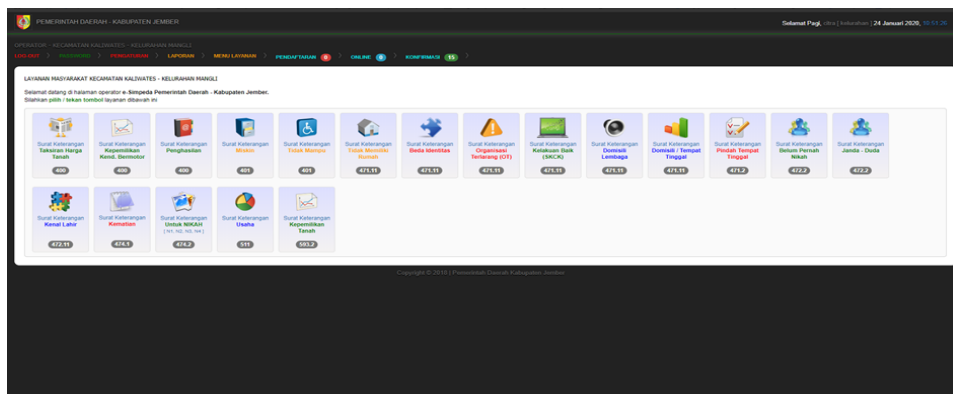 PEMERINTAH DAERAH - KABUPATEN JEMBER
Selamat Pagi, citra [ kelurahan ] 24 Januari 2020,
OPERATOR - KECAMATAN KALIWATES - KELURAHAN MANGLI
LOG OUT > PASSWORD > PENGATURAN > LAPORAN > MENU LAYANAN > PENDAFTARAN 0 > ONLINE 0 > KONFIRMASI 15 >
LAYANAN MASYARAKAT KECAMATAN KALIWATES - KELURAHAN MANGLI
Selamat datang di halaman operator e-Simpeda Pemerintah Daerah - Kabupaten Jember.
Silahkan pilih / tekan tombol layanan dibawah ini
Surat Keterangan
Taksiran Harga
Tanah
400
Surat Keterangan
Kepemilikan
Kend. Bermotor
400
Surat Keterangan
Penghasilan
400
Surat Keterangan
Miskin
401
Surat Keterangan
Tidak Mampu
401
Surat Keterangan
Tidak Memiliki
Rumah
471.11
Surat Keterangan
Beda Identitas
471.11
Surat Keterangan
Organisasi
Terlarang (OT)
471.11
Surat Keterangan
Kelakuan Baik
(SKCK)
471.11
Surat Keterangan
Domisili
Lembaga
471.11
Surat Keterangan
Domisili / Tempat
Tinggal
471.11
Surat Keterangan
Pindah Tempat
Tinggal
471.2
Surat Keterangan
Belum Pernah
Nikah
472.2
Surat Keterangan
Janda - Duda
472.2
Surat Keterangan
Kenal Lahir
472.11
Surat Keterangan
Kematian
474.1
Surat Keterangan
Untuk NIKAH
[ N1, N2, N3, N4 ]
474.2
Surat Keterangan
Usaha
511
Surat Keterangan
Kepemilikan
Tanah
593.2
Copyright © 2018 | Pemerintah Daerah Kabupaten Jember